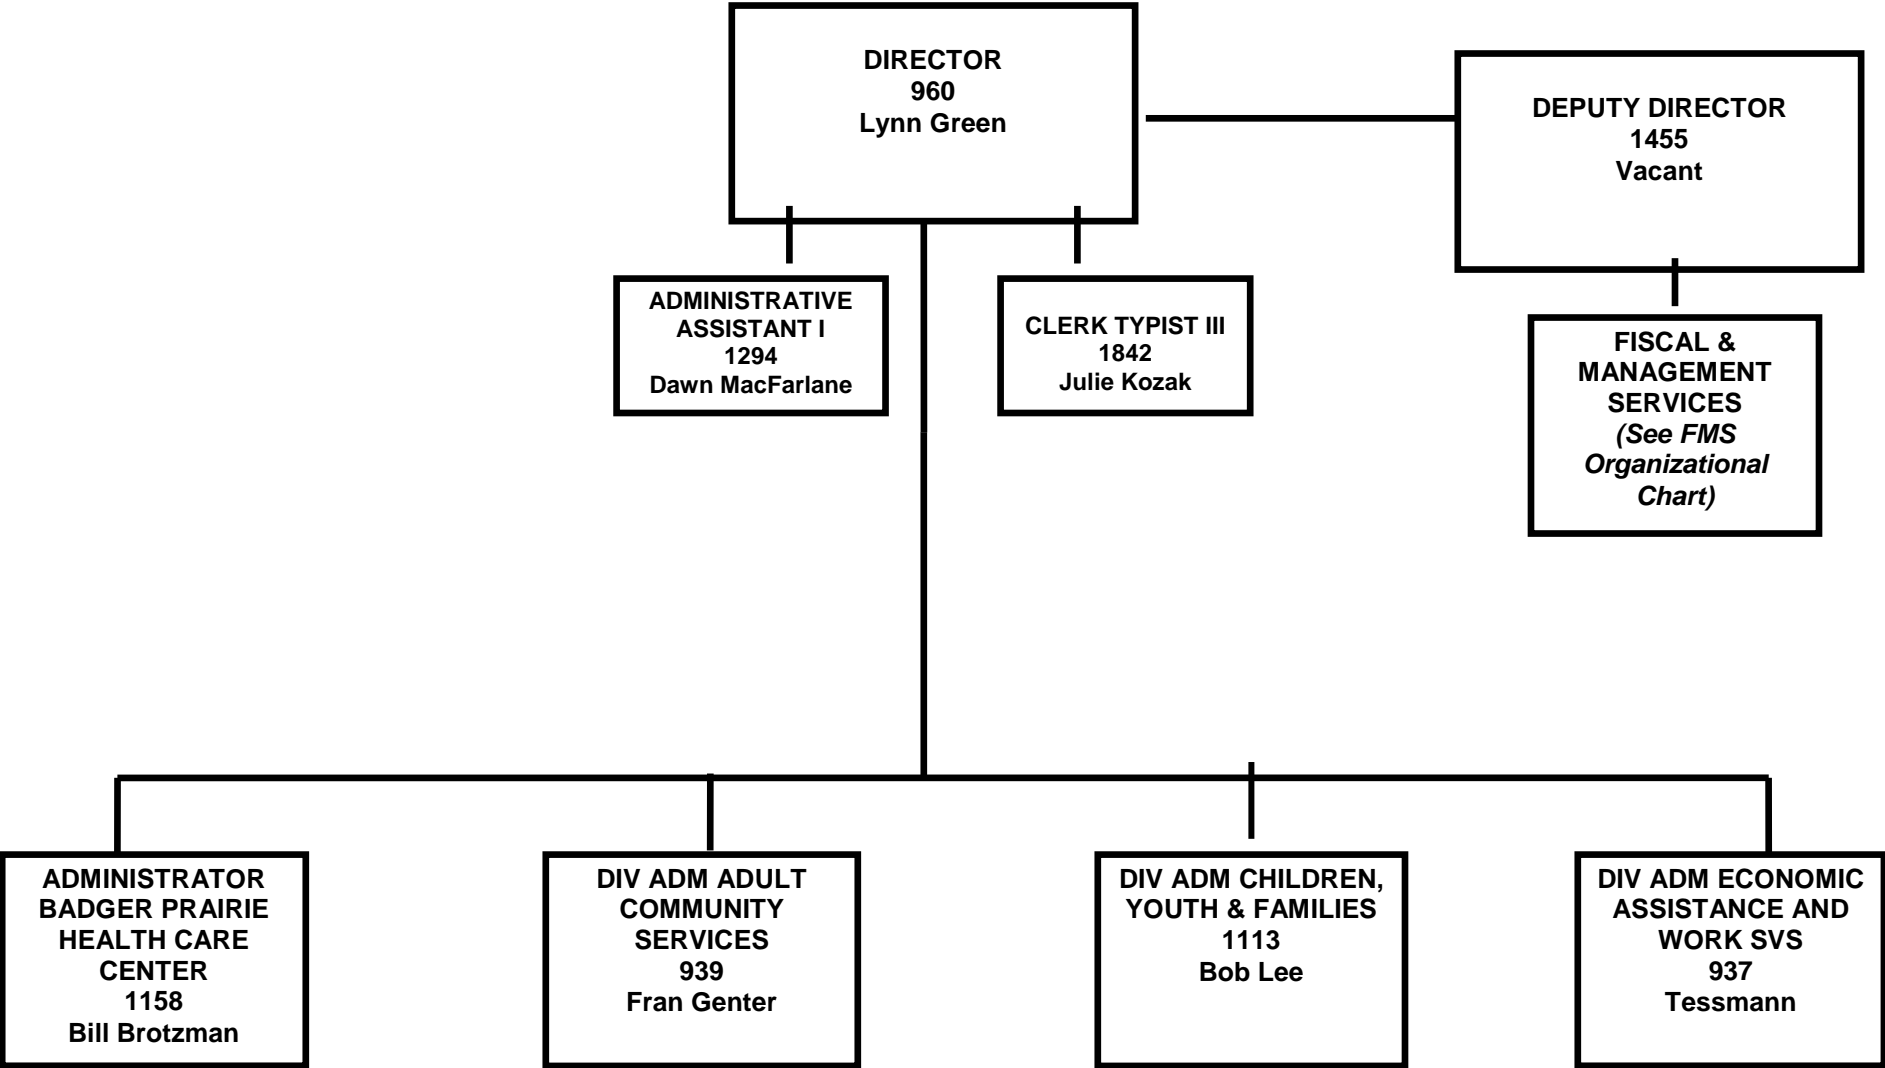 DIRECTOR
960
Lynn Green
DEPUTY DIRECTOR
1455
Vacant
ADMINISTRATIVE
ASSISTANT I
1294
Dawn MacFarlane
CLERK TYPIST III
1842
Julie Kozak
FISCAL &
MANAGEMENT
SERVICES
(See FMS
Organizational
Chart)
ADMINISTRATOR
BADGER PRAIRIE
HEALTH CARE
CENTER
1158
Bill Brotzman
DIV ADM ADULT
COMMUNITY
SERVICES
939
Fran Genter
DIV ADM CHILDREN,
YOUTH & FAMILIES
1113
Bob Lee
DIV ADM ECONOMIC
ASSISTANCE AND
WORK SVS
937
Tessmann